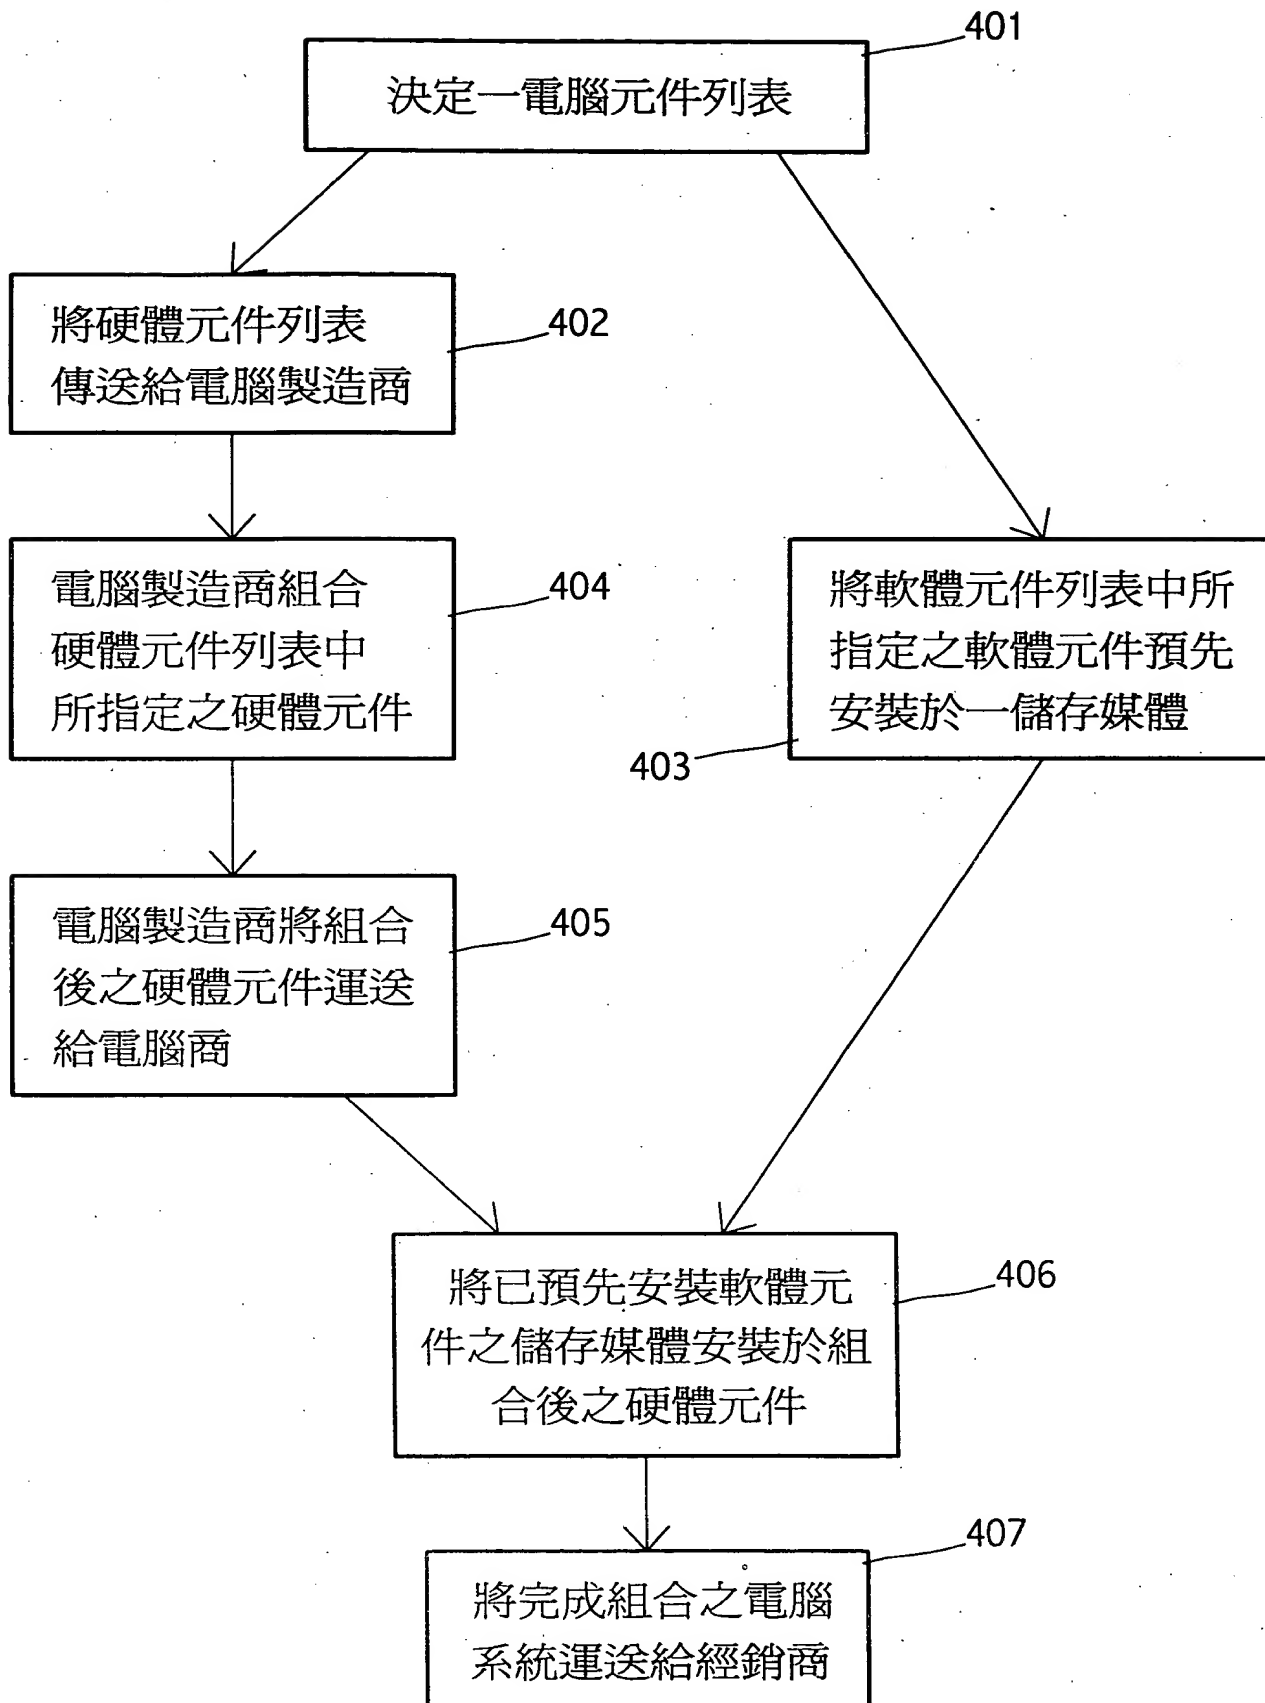 401
決定一電腦元件列表
將硬體元件列表
傳送給電腦製造商
402
電腦製造商組合
硬體元件列表中
所指定之硬體元件
404
將軟體元件列表中所
指定之軟體元件預先
安裝於一儲存媒體
403
電腦製造商將組合
後之硬體元件運送
給電腦商
405
將已預先安裝軟體元
件之儲存媒體安裝於組
合後之硬體元件
406
將完成組合之電腦
系統運送給經銷商
407